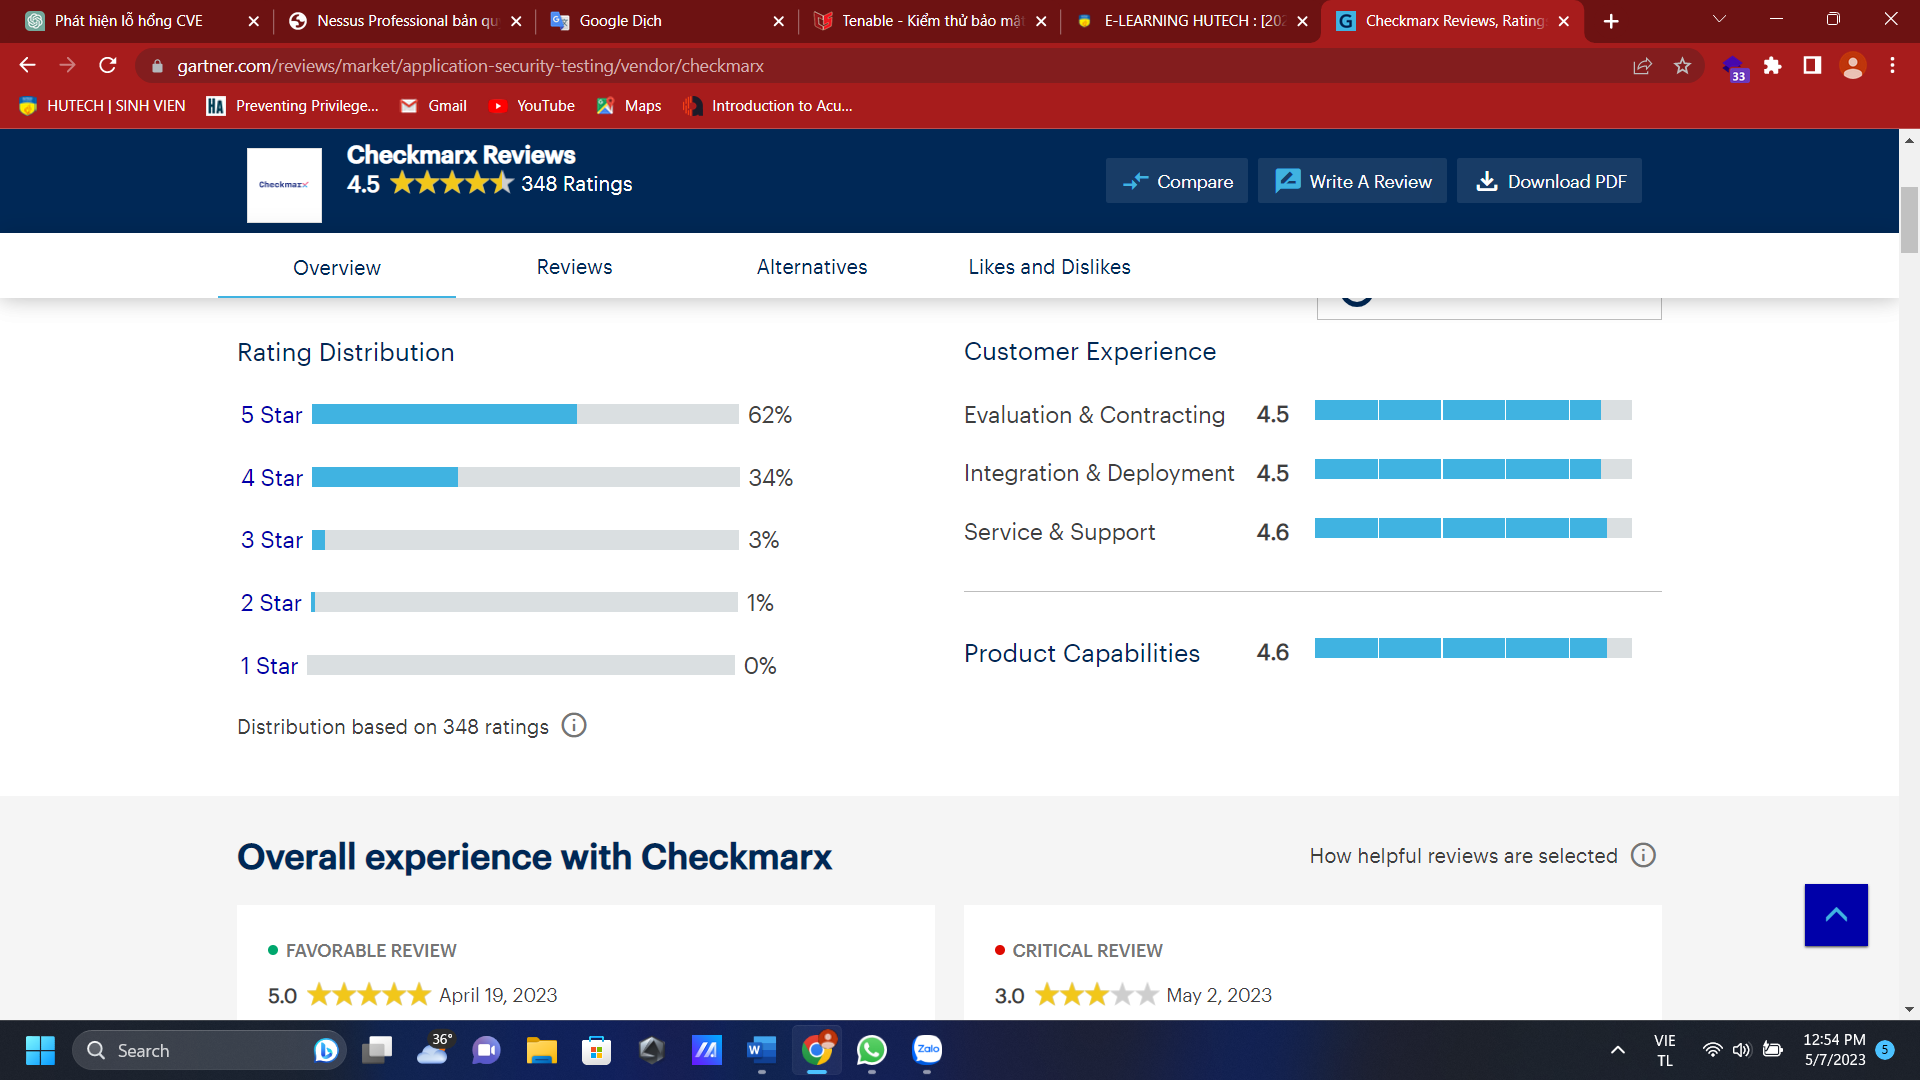 Phát hiện lỗ hổng CVE
Nessus Professional bản qu
Google Dịch
Tenable - Kiểm thử bảo mậ
E-LEARNING HUTECH : [202
Checkmarx Reviews, Rating
gartner.com/reviews/market/application-security-testing/vendor/checkmarx
33
HUTECH | SINH VIEN
HA Preventing Privilege...
Gmail
YouTube
Maps
Introduction to Acu...
Checkmarx
Checkmarx Reviews
4.5 348 Ratings
Compare
Write A Review
Download PDF
Overview
Reviews
Alternatives
Likes and Dislikes
Rating Distribution
5 Star 62%
4 Star 34%
3 Star 3%
2 Star 1%
1 Star 0%
Distribution based on 348 ratings
Customer Experience
Evaluation & Contracting 4.5
Integration & Deployment 4.5
Service & Support 4.6
Product Capabilities 4.6
Overall experience with Checkmarx
How helpful reviews are selected
FAVORABLE REVIEW
5.0 April 19, 2023
CRITICAL REVIEW
3.0 May 2, 2023
Search
36°
Zalo
VIE
TL
12:54 PM
5/7/2023
5